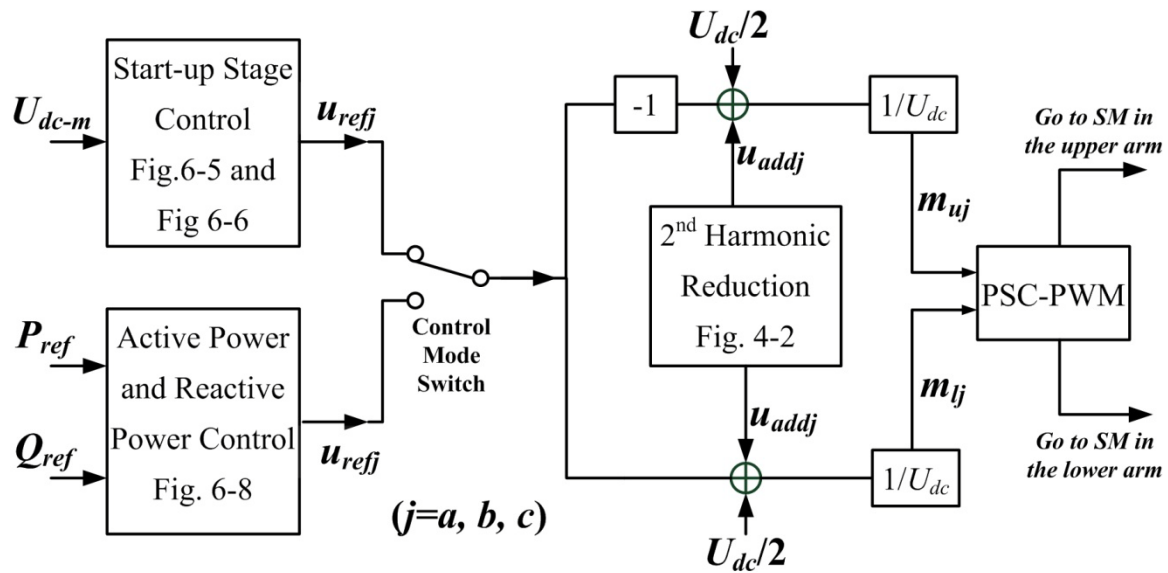 U_dc-m
Start-up Stage
Control
Fig.6-5 and
Fig 6-6
u_refj
P_ref
Q_ref
Active Power
and Reactive
Power Control
Fig. 6-8
u_refj
Control
Mode
Switch
(j=a, b, c)
U_dc/2
-1
1/U_dc
u_addj
2nd Harmonic
Reduction
Fig. 4-2
u_addj
U_dc/2
1/U_dc
m_uj
m_lj
PSC-PWM
Go to SM in
the upper arm
Go to SM in
the lower arm